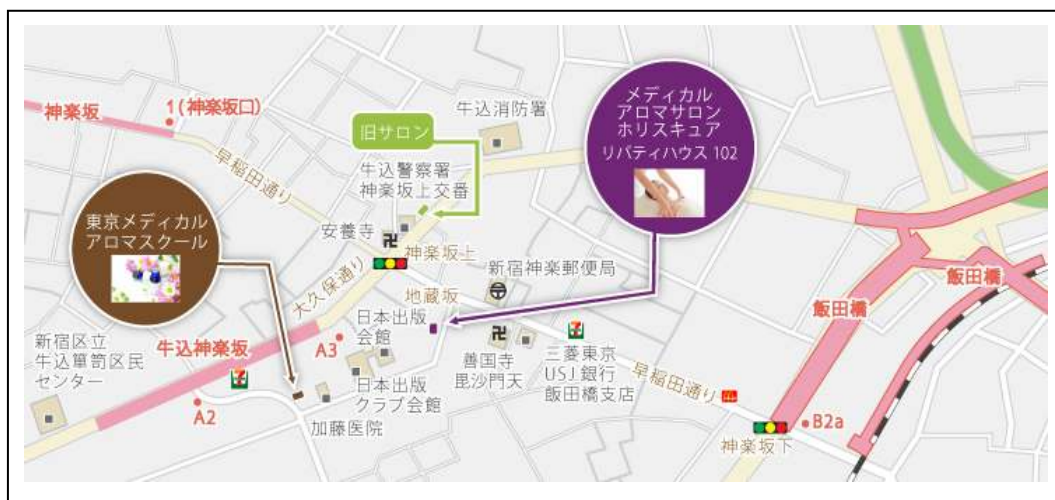 神楽坂
1(神楽坂口)
早稲田通り
旧サロン
牛込消防署
牛込警察署
神楽坂上交番
メディカル
アロマサロン
ホリスキュア
リバティハウス 102
東京メディカル
アロマスクール
安養寺
神楽坂上
大久保通り
地蔵坂
新宿神楽郵便局
飯田橋
飯田橋
新宿区立
牛込箪笥区民
センター
牛込神楽坂
A3
A2
日本出版
会館
日本出版
クラブ会館
加藤医院
善国寺
毘沙門天
三菱東京
USJ銀行
飯田橋支店
早稲田通り
神楽坂下
B2a